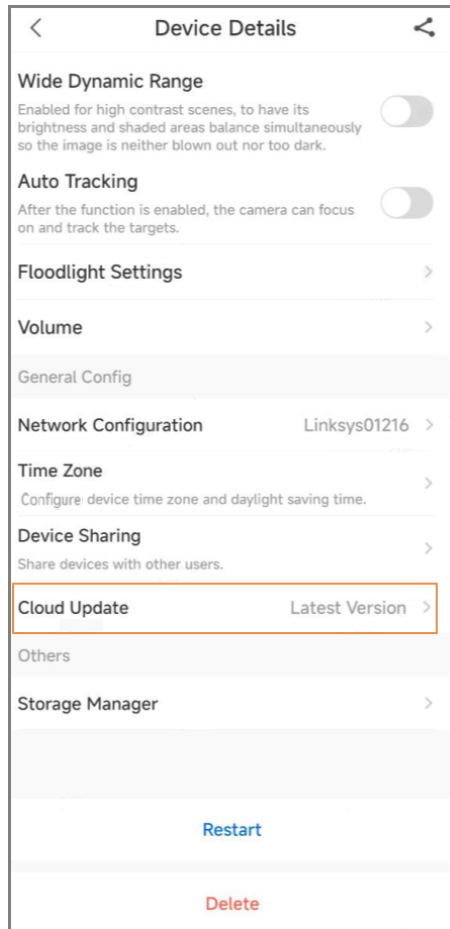 Device Details
Wide Dynamic Range
Enabled for high contrast scenes, to have its
brightness and shaded areas balance simultaneously
so the image is neither blown out nor too dark.
Auto Tracking
After the function is enabled, the camera can focus
on and track the targets.
Floodlight Settings
Volume
General Config
Network Configuration Linksys01216
Time Zone
Configure device time zone and daylight saving time.
Device Sharing
Share devices with other users.
Cloud Update Latest Version
Others
Storage Manager
Restart
Delete